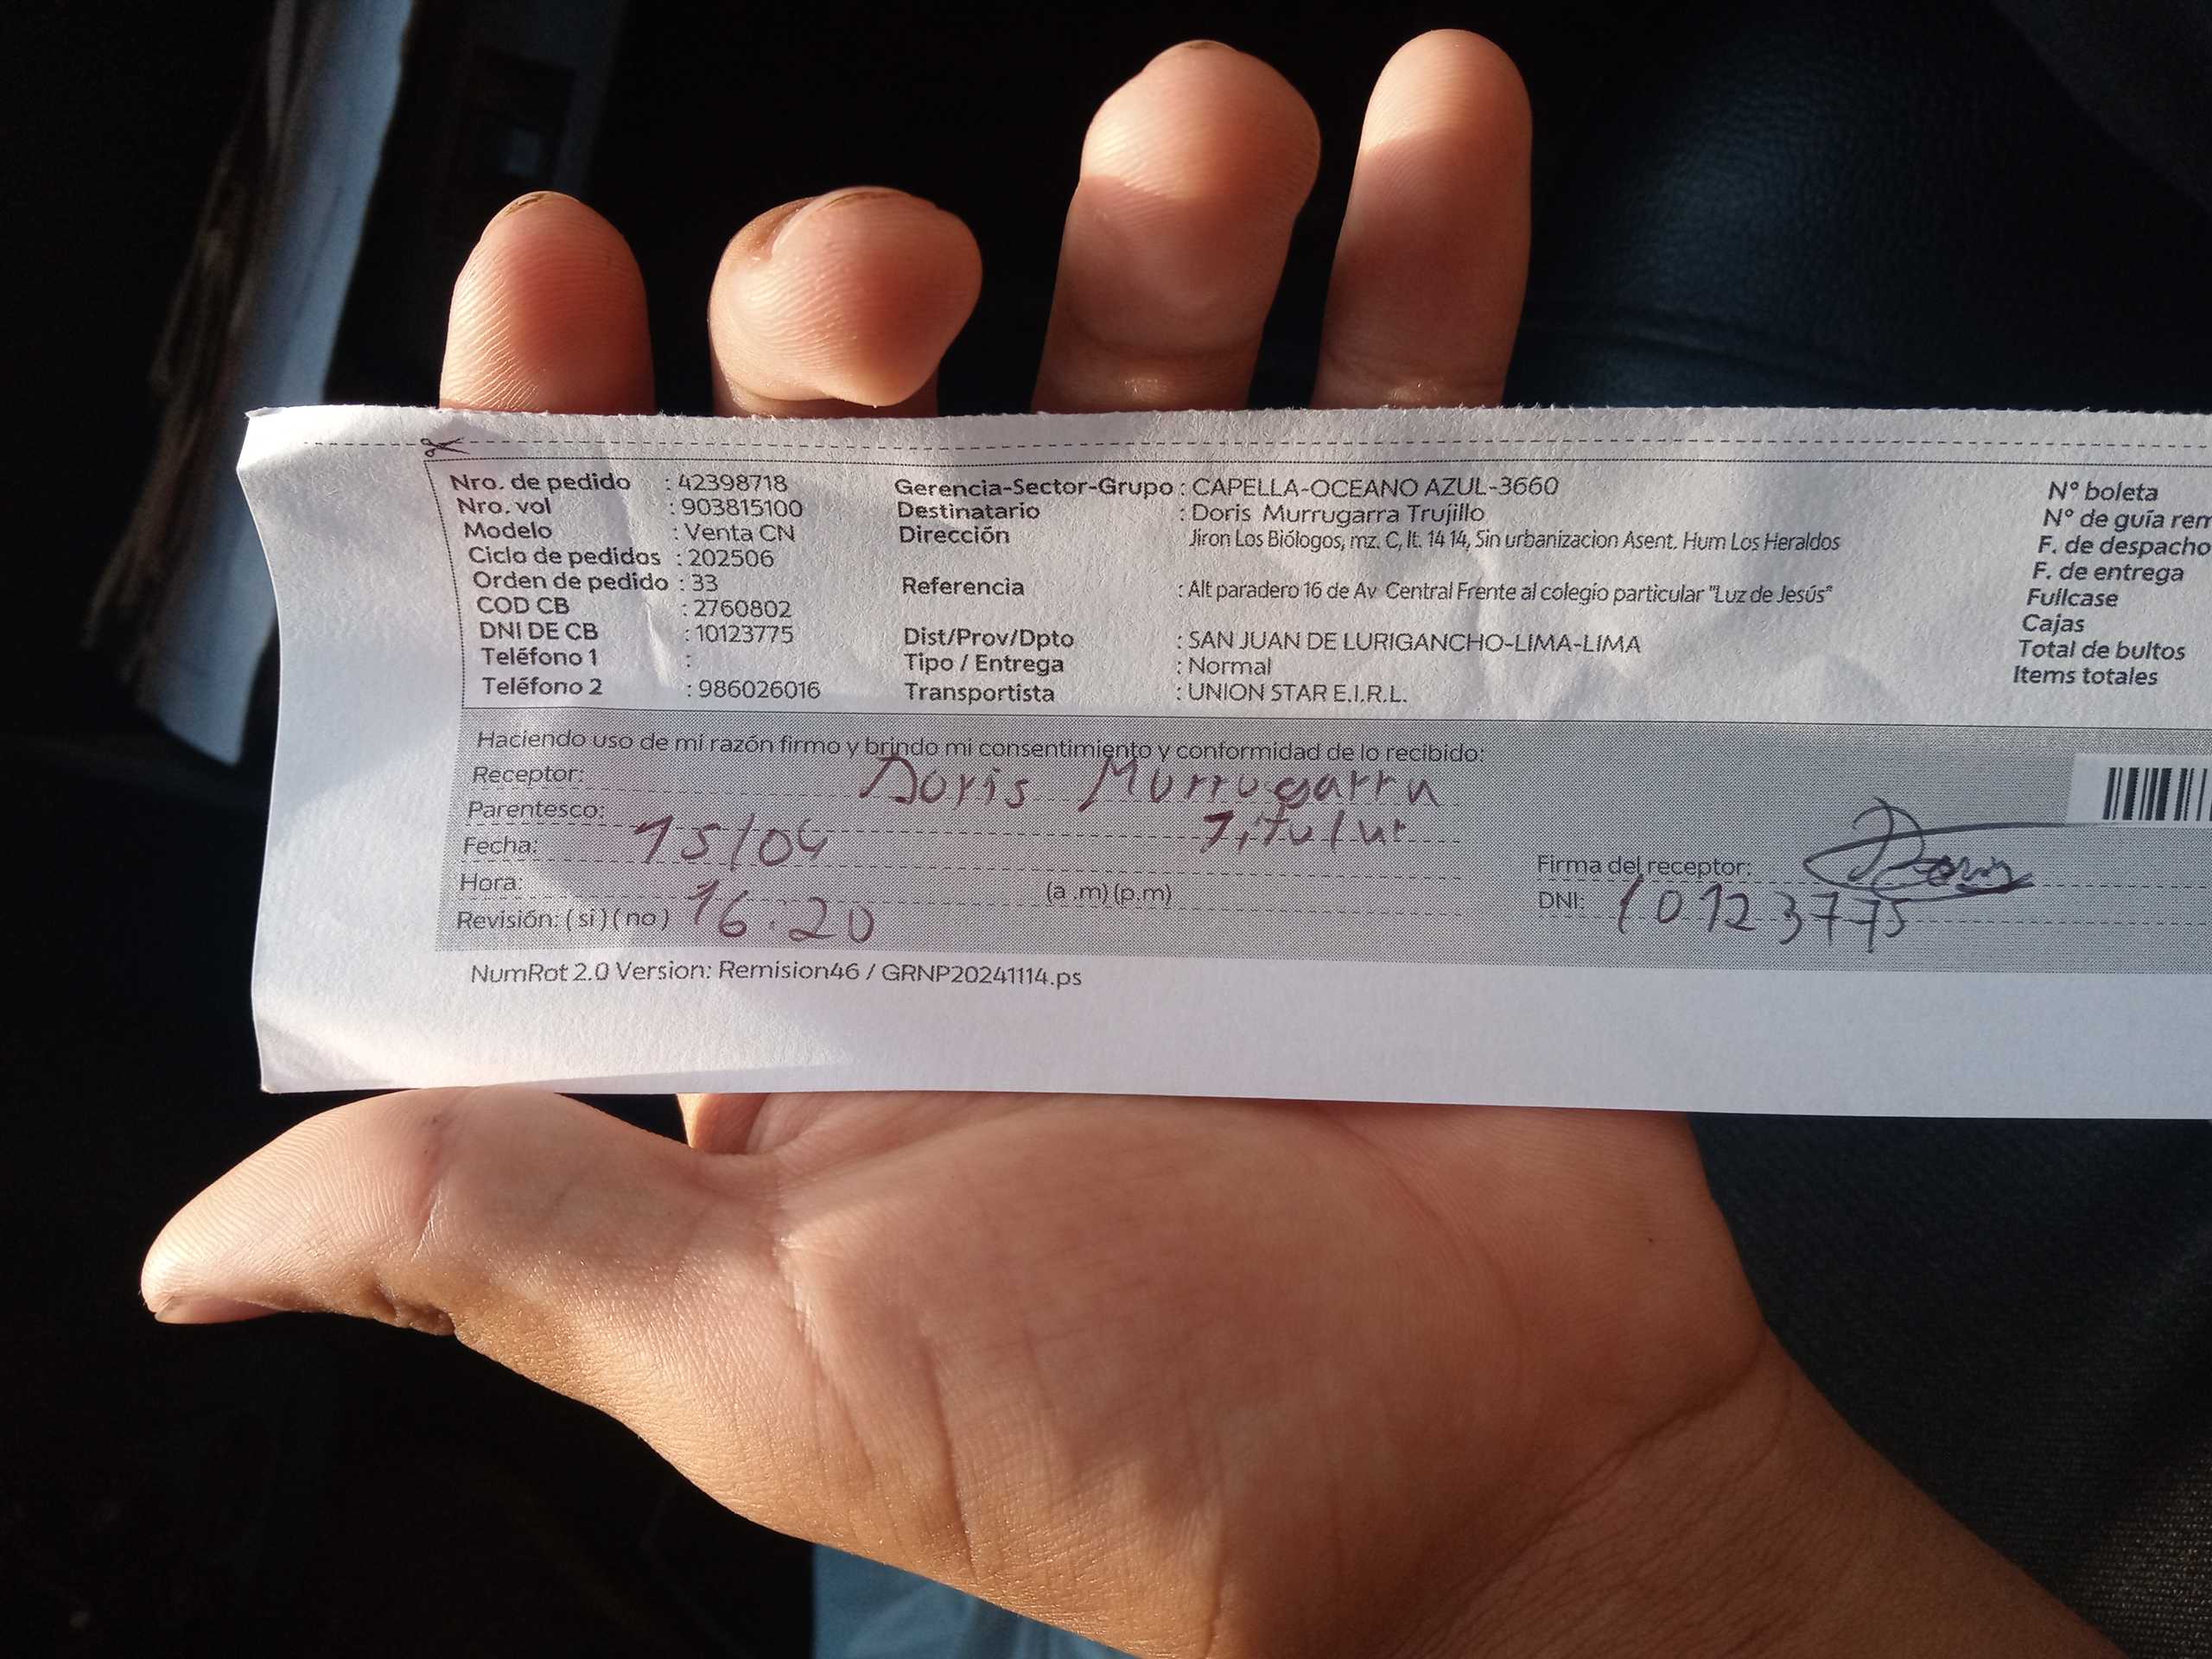 Nro. de pedido : 42398718
Nro. vol : 903815100
Modelo : Venta CN
Ciclo de pedidos : 202506
Orden de pedido : 33
COD CB : 2760802
DNI DE CB : 10123775
Teléfono 1 :
Teléfono 2 : 986026016
Gerencia-Sector-Grupo : CAPELLA-OCEANO AZUL-3660
Destinatario : Doris Murrugarra Trujillo
Dirección Jiron Los Biólogos, mz. C, lt. 14 14, Sin urbanizacion Asent. Hum Los Heraldos
Referencia : Alt paradero 16 de Av Central Frente al colegio particular "Luz de Jesús"
Dist/Prov/Dpto : SAN JUAN DE LURIGANCHO-LIMA-LIMA
Tipo / Entrega : Normal
Transportista : UNION STAR E.I.R.L.
N° boleta
N° de guía rem
F. de despacho
F. de entrega
Fullcase
Cajas
Total de bultos
Items totales
Haciendo uso de mi razón firmo y brindo mi consentimiento y conformidad de lo recibido:
Receptor: Doris Murrugarra
Parentesco: Titular
Fecha: 15/04
Hora: 16:20 (a .m) (p.m)
Revisión: ( si ) ( no )
Firma del receptor: Doris
DNI: 10123775
NumRot 2.0 Version: Remision46 / GRNP20241114.ps